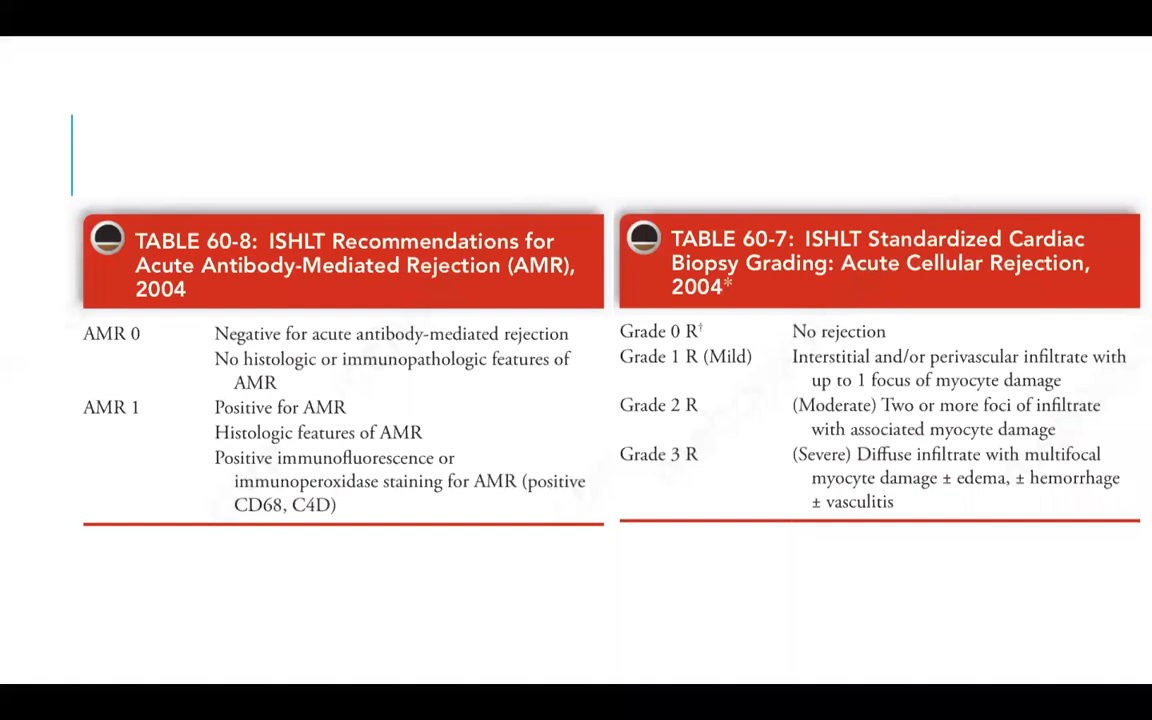 TABLE 60-8: ISHLT Recommendations for
Acute Antibody-Mediated Rejection (AMR),
2004
AMR 0 Negative for acute antibody-mediated rejection
No histologic or immunopathologic features of
AMR
AMR 1 Positive for AMR
Histologic features of AMR
Positive immunofluorescence or
immunoperoxidase staining for AMR (positive
CD68, C4D)
TABLE 60-7: ISHLT Standardized Cardiac
Biopsy Grading: Acute Cellular Rejection,
2004*
Grade 0 R† No rejection
Grade 1 R (Mild) Interstitial and/or perivascular infiltrate with
up to 1 focus of myocyte damage
Grade 2 R (Moderate) Two or more foci of infiltrate
with associated myocyte damage
Grade 3 R (Severe) Diffuse infiltrate with multifocal
myocyte damage ± edema, ± hemorrhage
± vasculitis